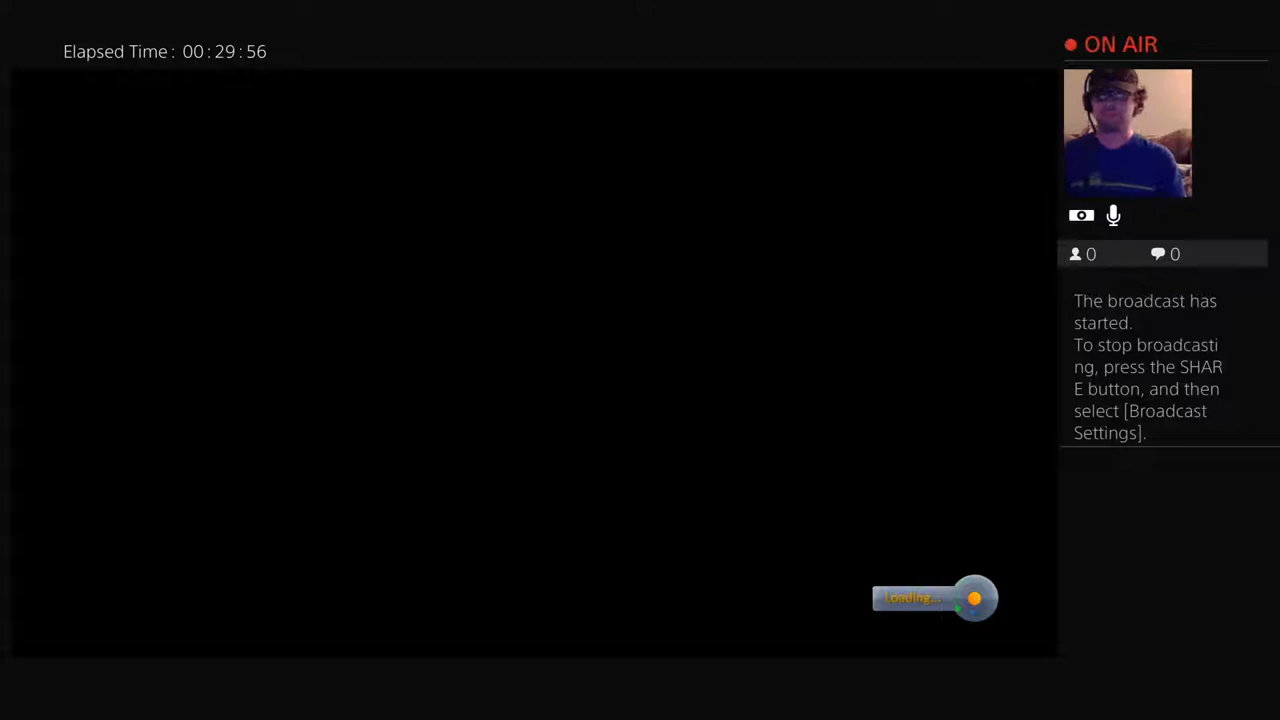 Elapsed Time: 00:29:56
ON AIR
0 0
The broadcast has
started.
To stop broadcasti
ng, press the SHAR
E button, and then
select [Broadcast
Settings].
Loading...